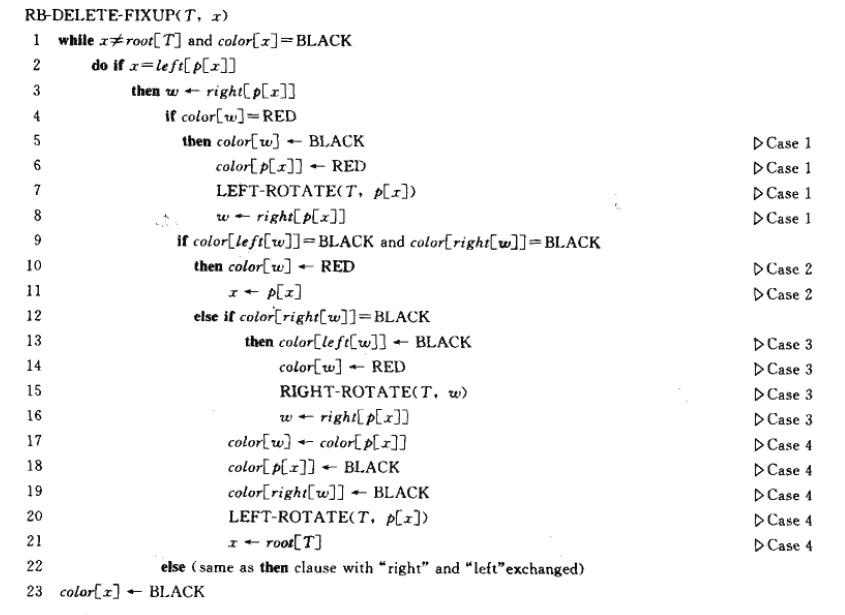 RB-DELETE-FIXUP(T, x)
1 while x≠root[T] and color[x]=BLACK
2 do if x=left[p[x]]
3 then w ← right[p[x]]
4 if color[w]=RED
5 then color[w] ← BLACK ▷Case 1
6 color[p[x]] ← RED ▷Case 1
7 LEFT-ROTATE(T, p[x]) ▷Case 1
8 w ← right[p[x]] ▷Case 1
9 if color[left[w]]=BLACK and color[right[w]]=BLACK
10 then color[w] ← RED ▷Case 2
11 x ← p[x] ▷Case 2
12 else if color[right[w]]=BLACK
13 then color[left[w]] ← BLACK ▷Case 3
14 color[w] ← RED ▷Case 3
15 RIGHT-ROTATE(T, w) ▷Case 3
16 w ← right[p[x]] ▷Case 3
17 color[w] ← color[p[x]] ▷Case 4
18 color[p[x]] ← BLACK ▷Case 4
19 color[right[w]] ← BLACK ▷Case 4
20 LEFT-ROTATE(T, p[x]) ▷Case 4
21 x ← root[T] ▷Case 4
22 else (same as then clause with "right" and "left"exchanged)
23 color[x] ← BLACK